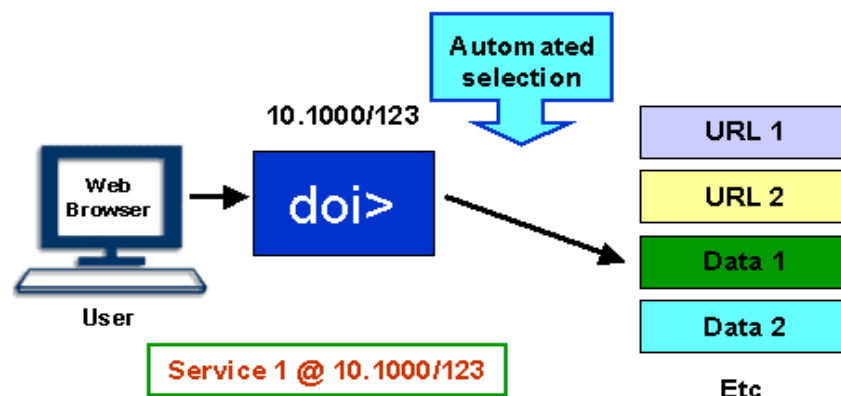 Automated
selection
10.1000/123
URL 1
Web
Browser
doi>
URL 2
Data 1
User
Data 2
Service 1 @ 10.1000/123
Etc